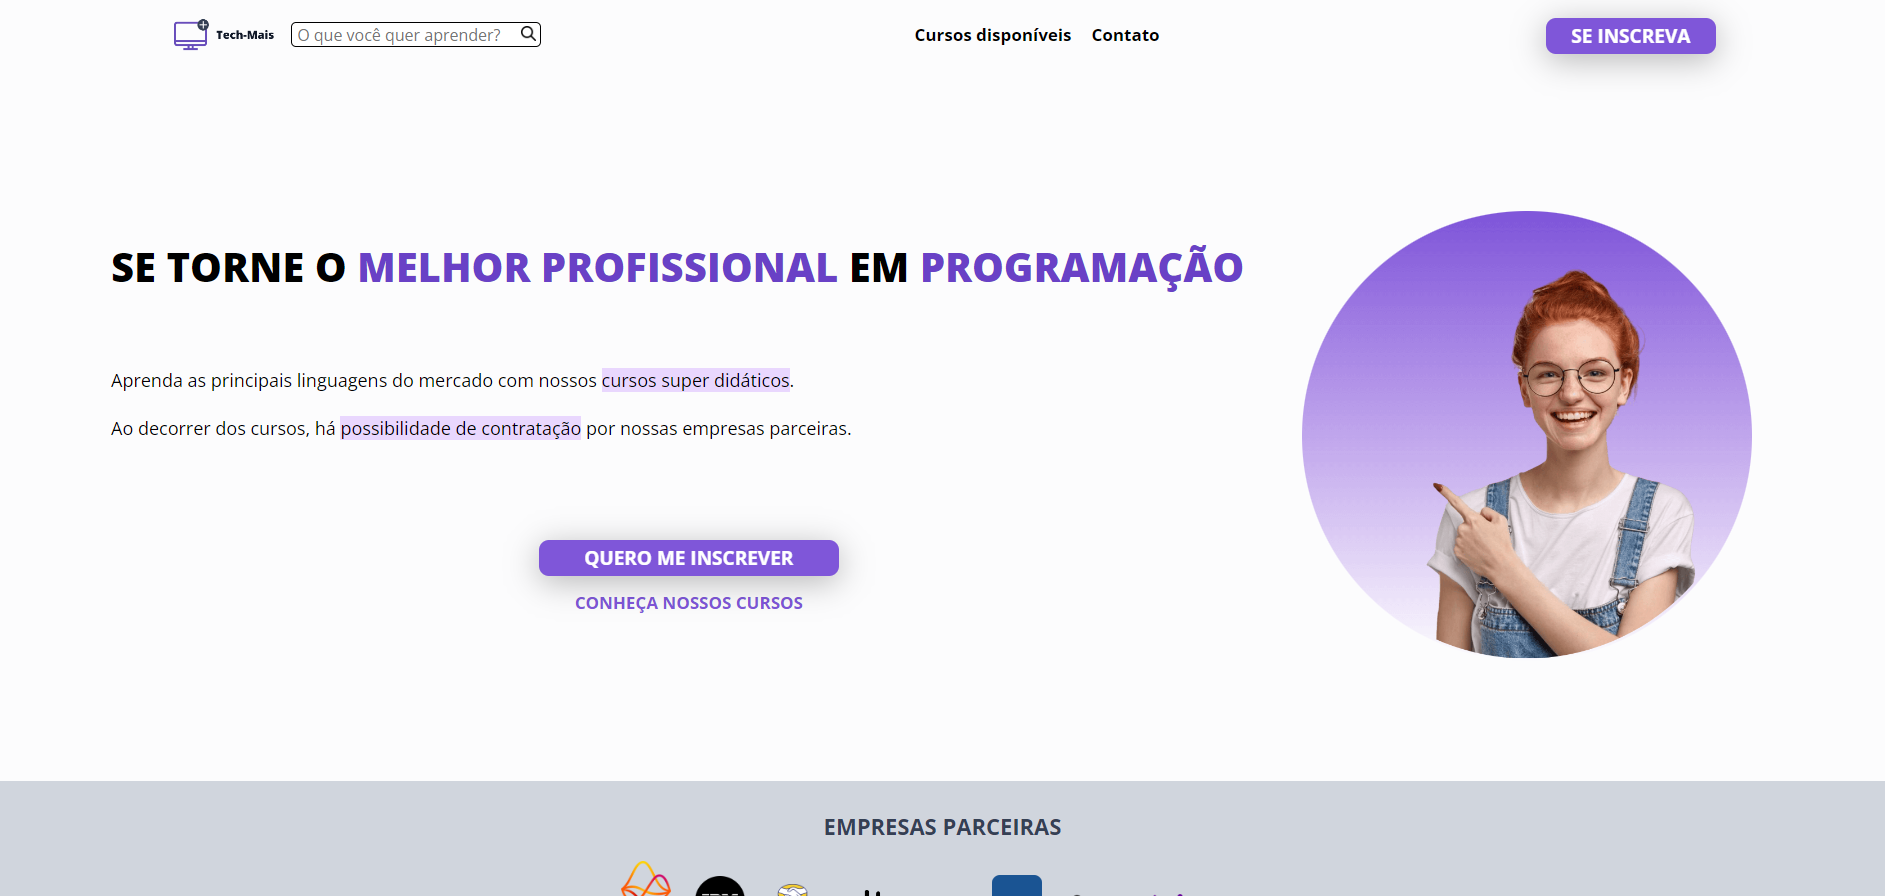 Tech-Mais
O que você quer aprender?
Cursos disponíveis
Contato
SE INSCREVA
SE TORNE O MELHOR PROFISSIONAL EM PROGRAMAÇÃO
Aprenda as principais linguagens do mercado com nossos cursos super didáticos.
Ao decorrer dos cursos, há possibilidade de contratação por nossas empresas parceiras.
QUERO ME INSCREVER
CONHEÇA NOSSOS CURSOS
EMPRESAS PARCEIRAS